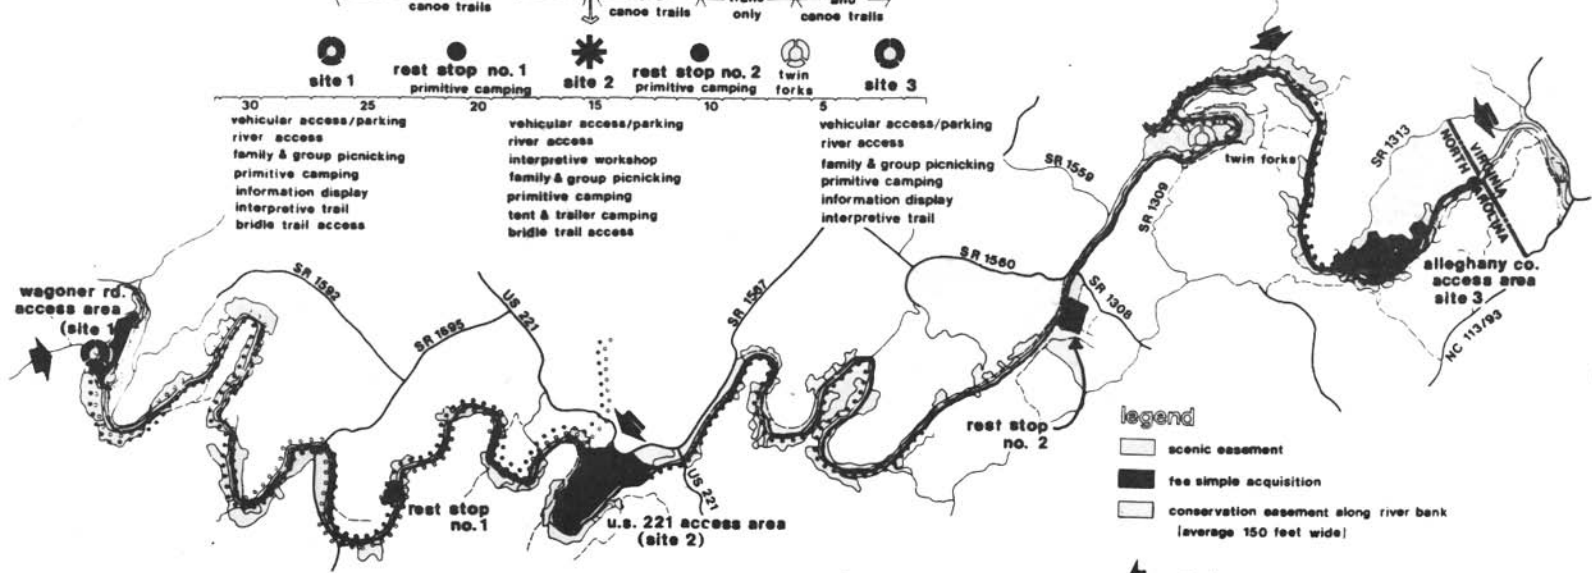 canoe trails
canoe trails
only
and
canoe trails
site 1
rest stop no. 1
primitive camping
site 2
rest stop no. 2
primitive camping
twin
forks
site 3
30 25 20 15 10 5
vehicular access/parking
river access
family & group picnicking
primitive camping
information display
interpretive trail
bridle trail access
vehicular access/parking
river access
interpretive workshop
family & group picnicking
primitive camping
tent & trailer camping
bridle trail access
vehicular access/parking
river access
family & group picnicking
primitive camping
information display
interpretive trail
twin forks
SR 1313
VIRGINIA
NORTH CAROLINA
SR 1559
SR 1309
SR 1560
SR 1308
alleghany co.
access area
site 3
NC 113/93
wagoner rd.
access area
(site 1
SR 1592
SR 1695
US 221
SR 1567
rest stop
no. 2
rest stop
no. 1
US 221
u.s. 221 access area
(site 2)
legend
scenic easement
fee simple acquisition
conservation easement along river bank
(average 150 feet wide)